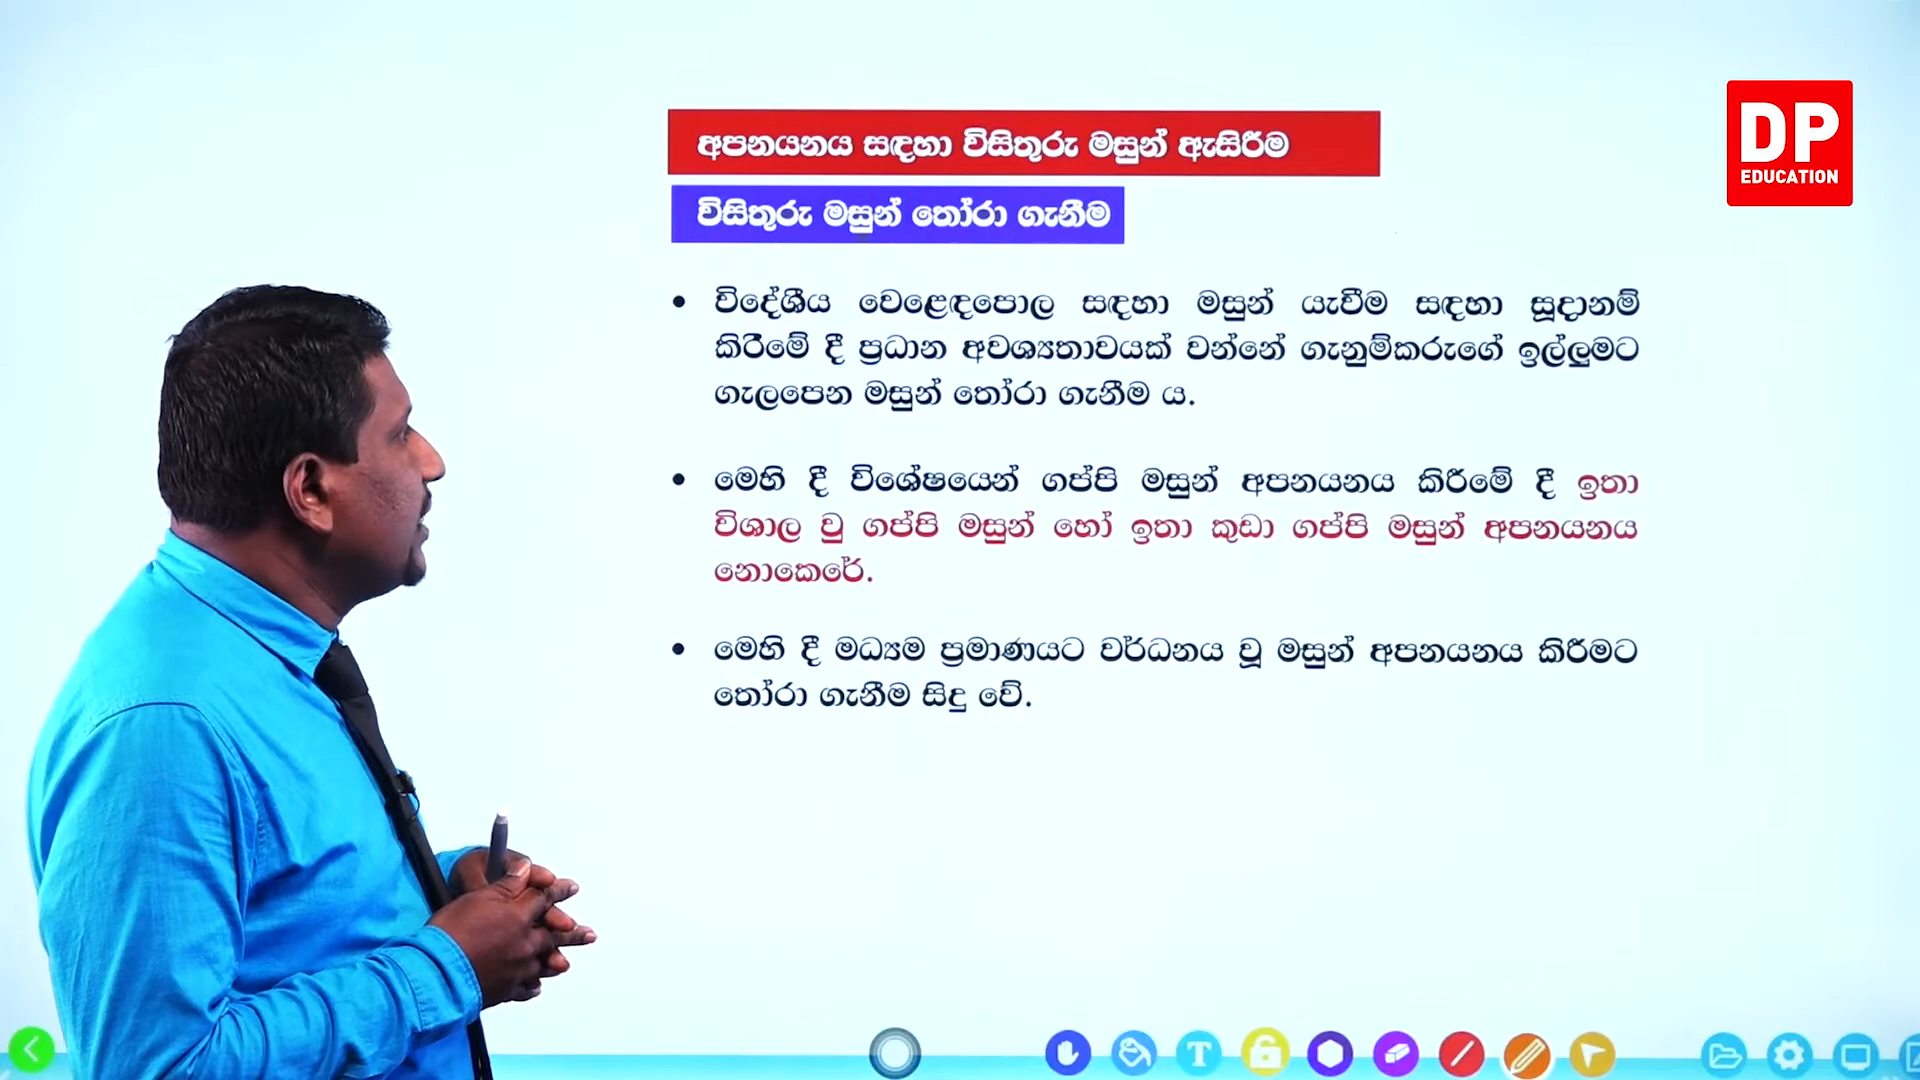 අපනයනය සඳහා විසිතුරු මසුන් ඇසිරීම
DP
EDUCATION
විසිතුරු මසුන් තෝරා ගැනීම
• විදේශීය වෙළෙඳපොල සඳහා මසුන් යැවීම සඳහා සූදානම්
කිරීමේ දී ප්‍රධාන අවශ්‍යතාවයක් වන්නේ ගැනුම්කරුගේ ඉල්ලුමට
ගැලපෙන මසුන් තෝරා ගැනීම ය.
• මෙහි දී විශේෂයෙන් ගප්පි මසුන් අපනයනය කිරීමේ දී ඉතා
විශාල වු ගප්පි මසුන් හෝ ඉතා කුඩා ගප්පි මසුන් අපනයනය
නොකෙරේ.
• මෙහි දී මධ්‍යම ප්‍රමාණයට වර්ධනය වූ මසුන් අපනයනය කිරීමට
තෝරා ගැනීම සිදු වේ.